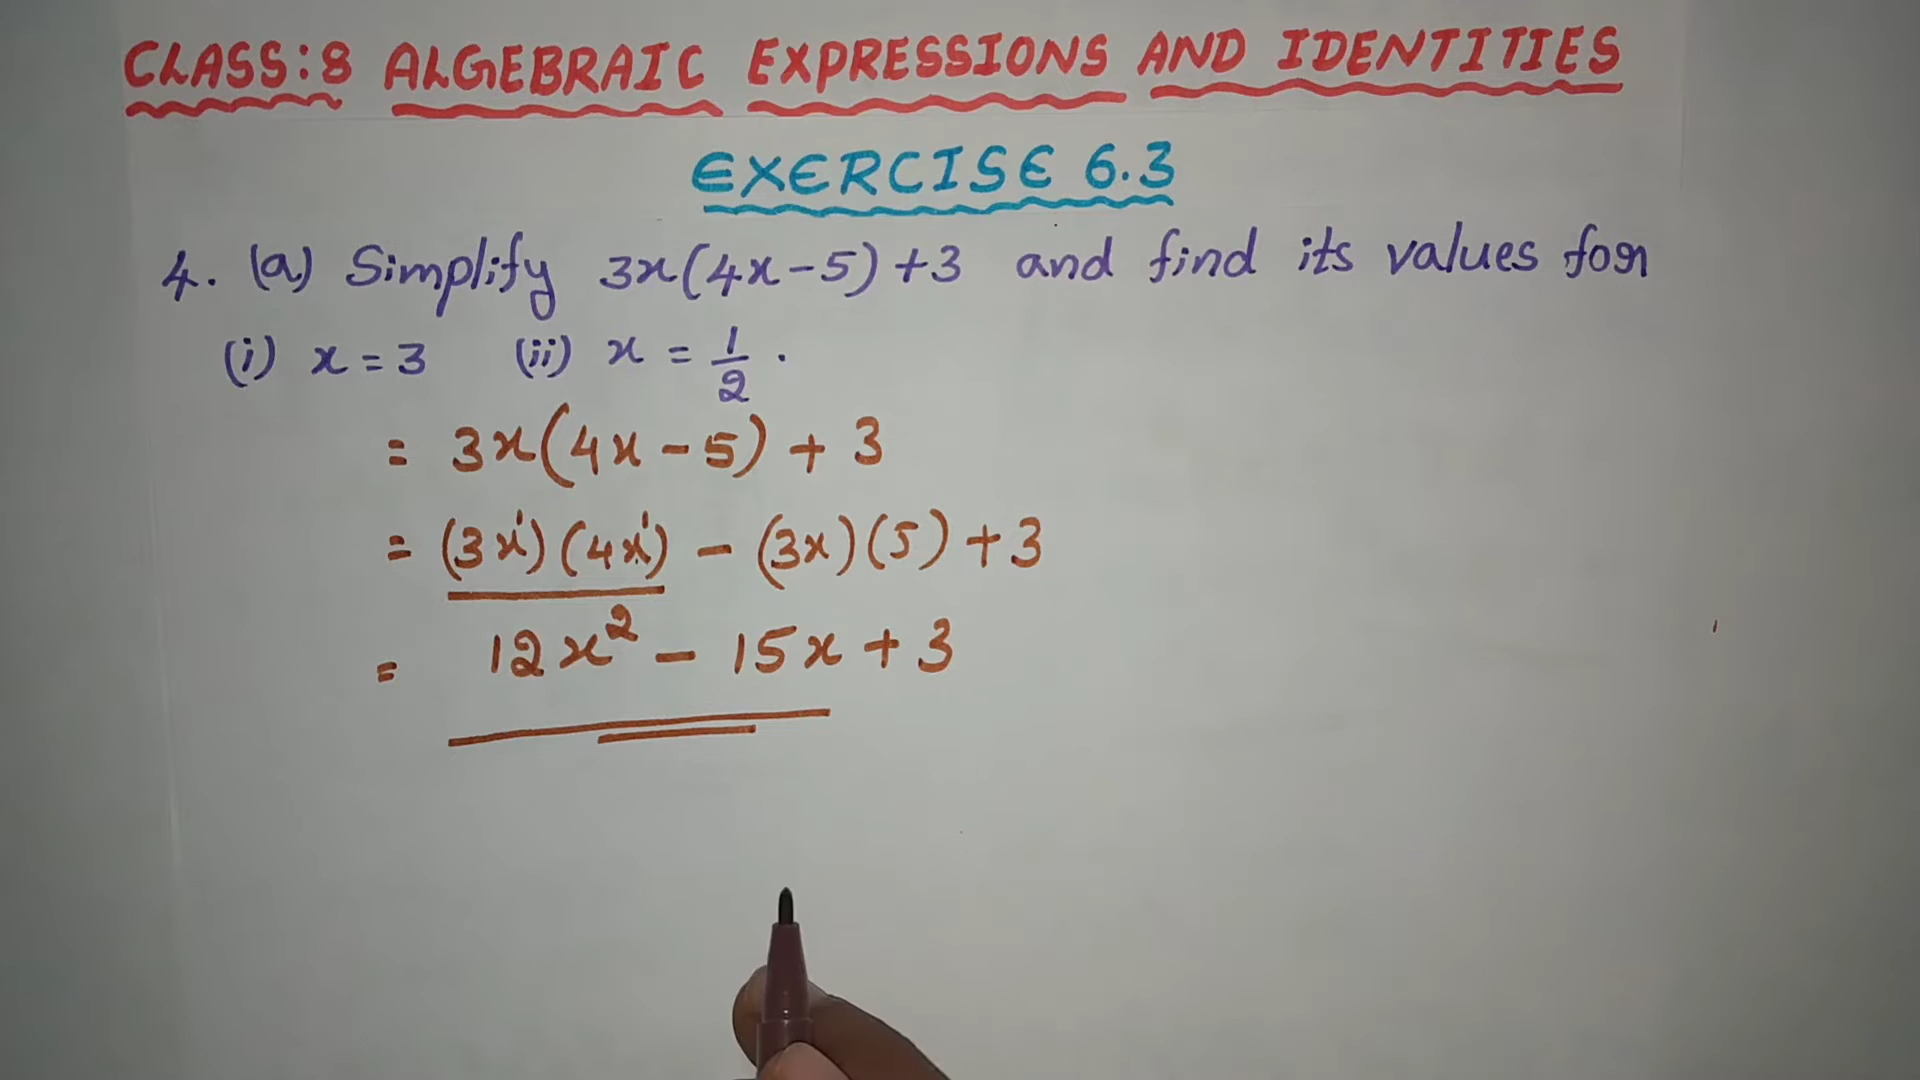 CLASS:8 ALGEBRAIC EXPRESSIONS AND IDENTITIES
EXERCISE 6.3
4. (a) Simplify 3x(4x-5)+3 and find its values for
(i) x=3 (ii) x = 1/2 .
= 3x(4x-5) + 3
= (3x¹)(4x¹) - (3x)(5)+3
= 12x² - 15x+3